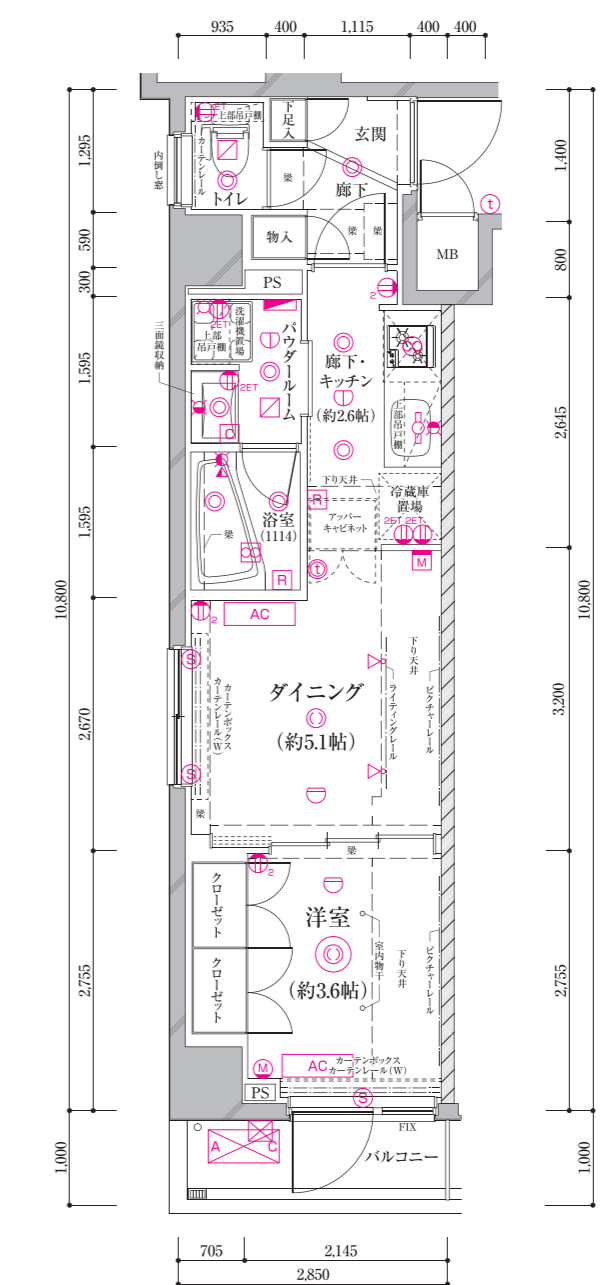 935
400
1,115
400
400
1,295
590
300
1,595
1,595
10,800
2,670
2,755
1,000
1,400
800
2,645
10,800
3,200
2,755
1,000
2ET
上部吊戸棚
下足入
玄関
カーテンレール
内倒し窓
トイレ
梁
廊下
t
物入
梁
梁
MB
PS
2
2ET
洗濯機置場
上部
吊戸棚
三面鏡収納
パウダールーム
廊下・
キッチン
(約2.6帖)
2ET
C
上部吊戸棚
下り天井
冷蔵庫
置場
2ET 2ET
浴室
(1114)
R
アッパー
キャビネット
梁
R
t
M
2
AC
下り天井
S
ダイニング
(約5.1帖)
カーテンボックス
カーテンレール(W)
ライティングレール
ピクチャーレール
S
梁
梁
2
クローゼット
洋室
(約3.6帖)
室内物干
下り天井
ピクチャーレール
クローゼット
M
AC
カーテンボックス
カーテンレール(W)
PS
S
FIX
A C
バルコニー
705
2,145
2,850